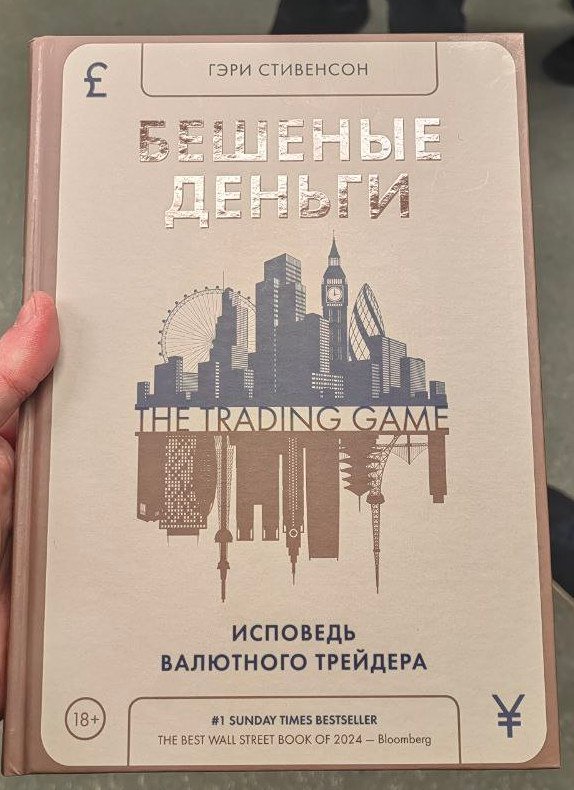 £
ГЭРИ СТИВЕНСОН
БЕШЕНЫЕ
ДЕНЬГИ
THE TRADING GAME
ИСПОВЕДЬ
ВАЛЮТНОГО ТРЕЙДЕРА
18+
#1 SUNDAY TIMES BESTSELLER
THE BEST WALL STREET BOOK OF 2024 — Bloomberg
¥